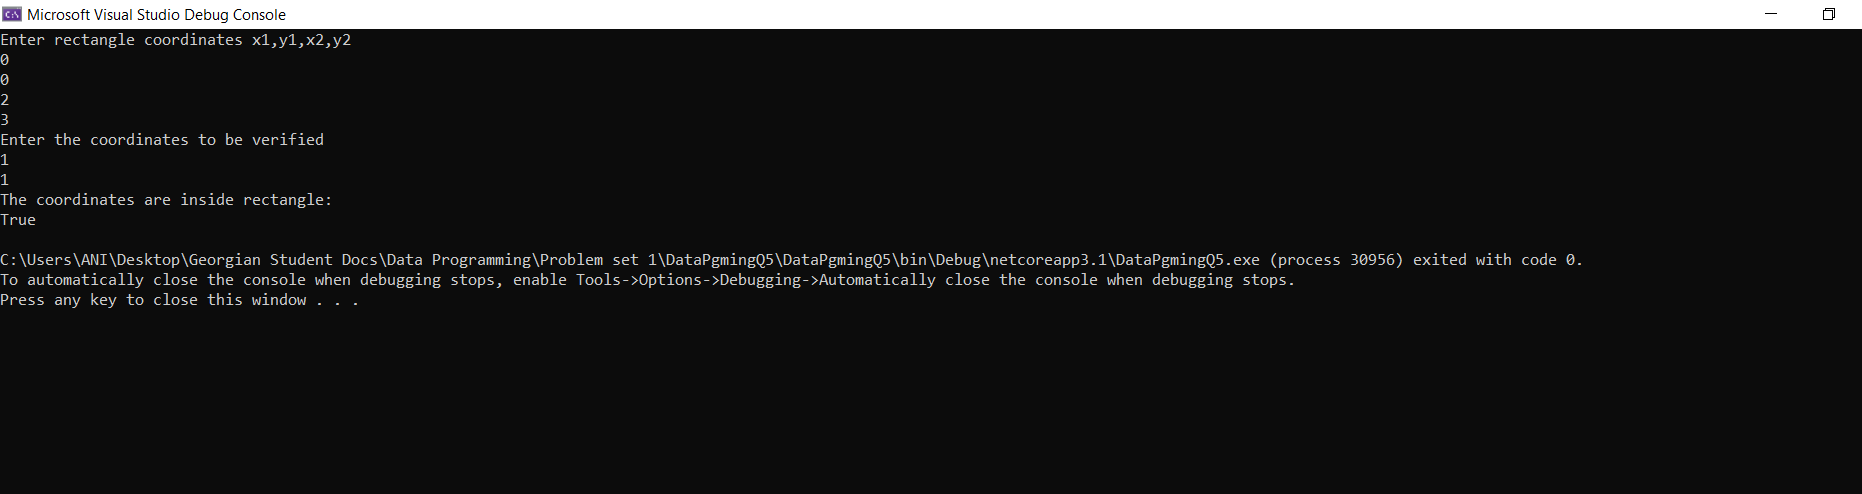 Microsoft Visual Studio Debug Console
Enter rectangle coordinates x1,y1,x2,y2
0
0
2
3
Enter the coordinates to be verified
1
1
The coordinates are inside rectangle:
True
C:\Users\ANI\Desktop\Georgian Student Docs\Data Programming\Problem set 1\DataPgmingQ5\DataPgmingQ5\bin\Debug\netcoreapp3.1\DataPgmingQ5.exe (process 30956) exited with code 0.
To automatically close the console when debugging stops, enable Tools->Options->Debugging->Automatically close the console when debugging stops.
Press any key to close this window . . .